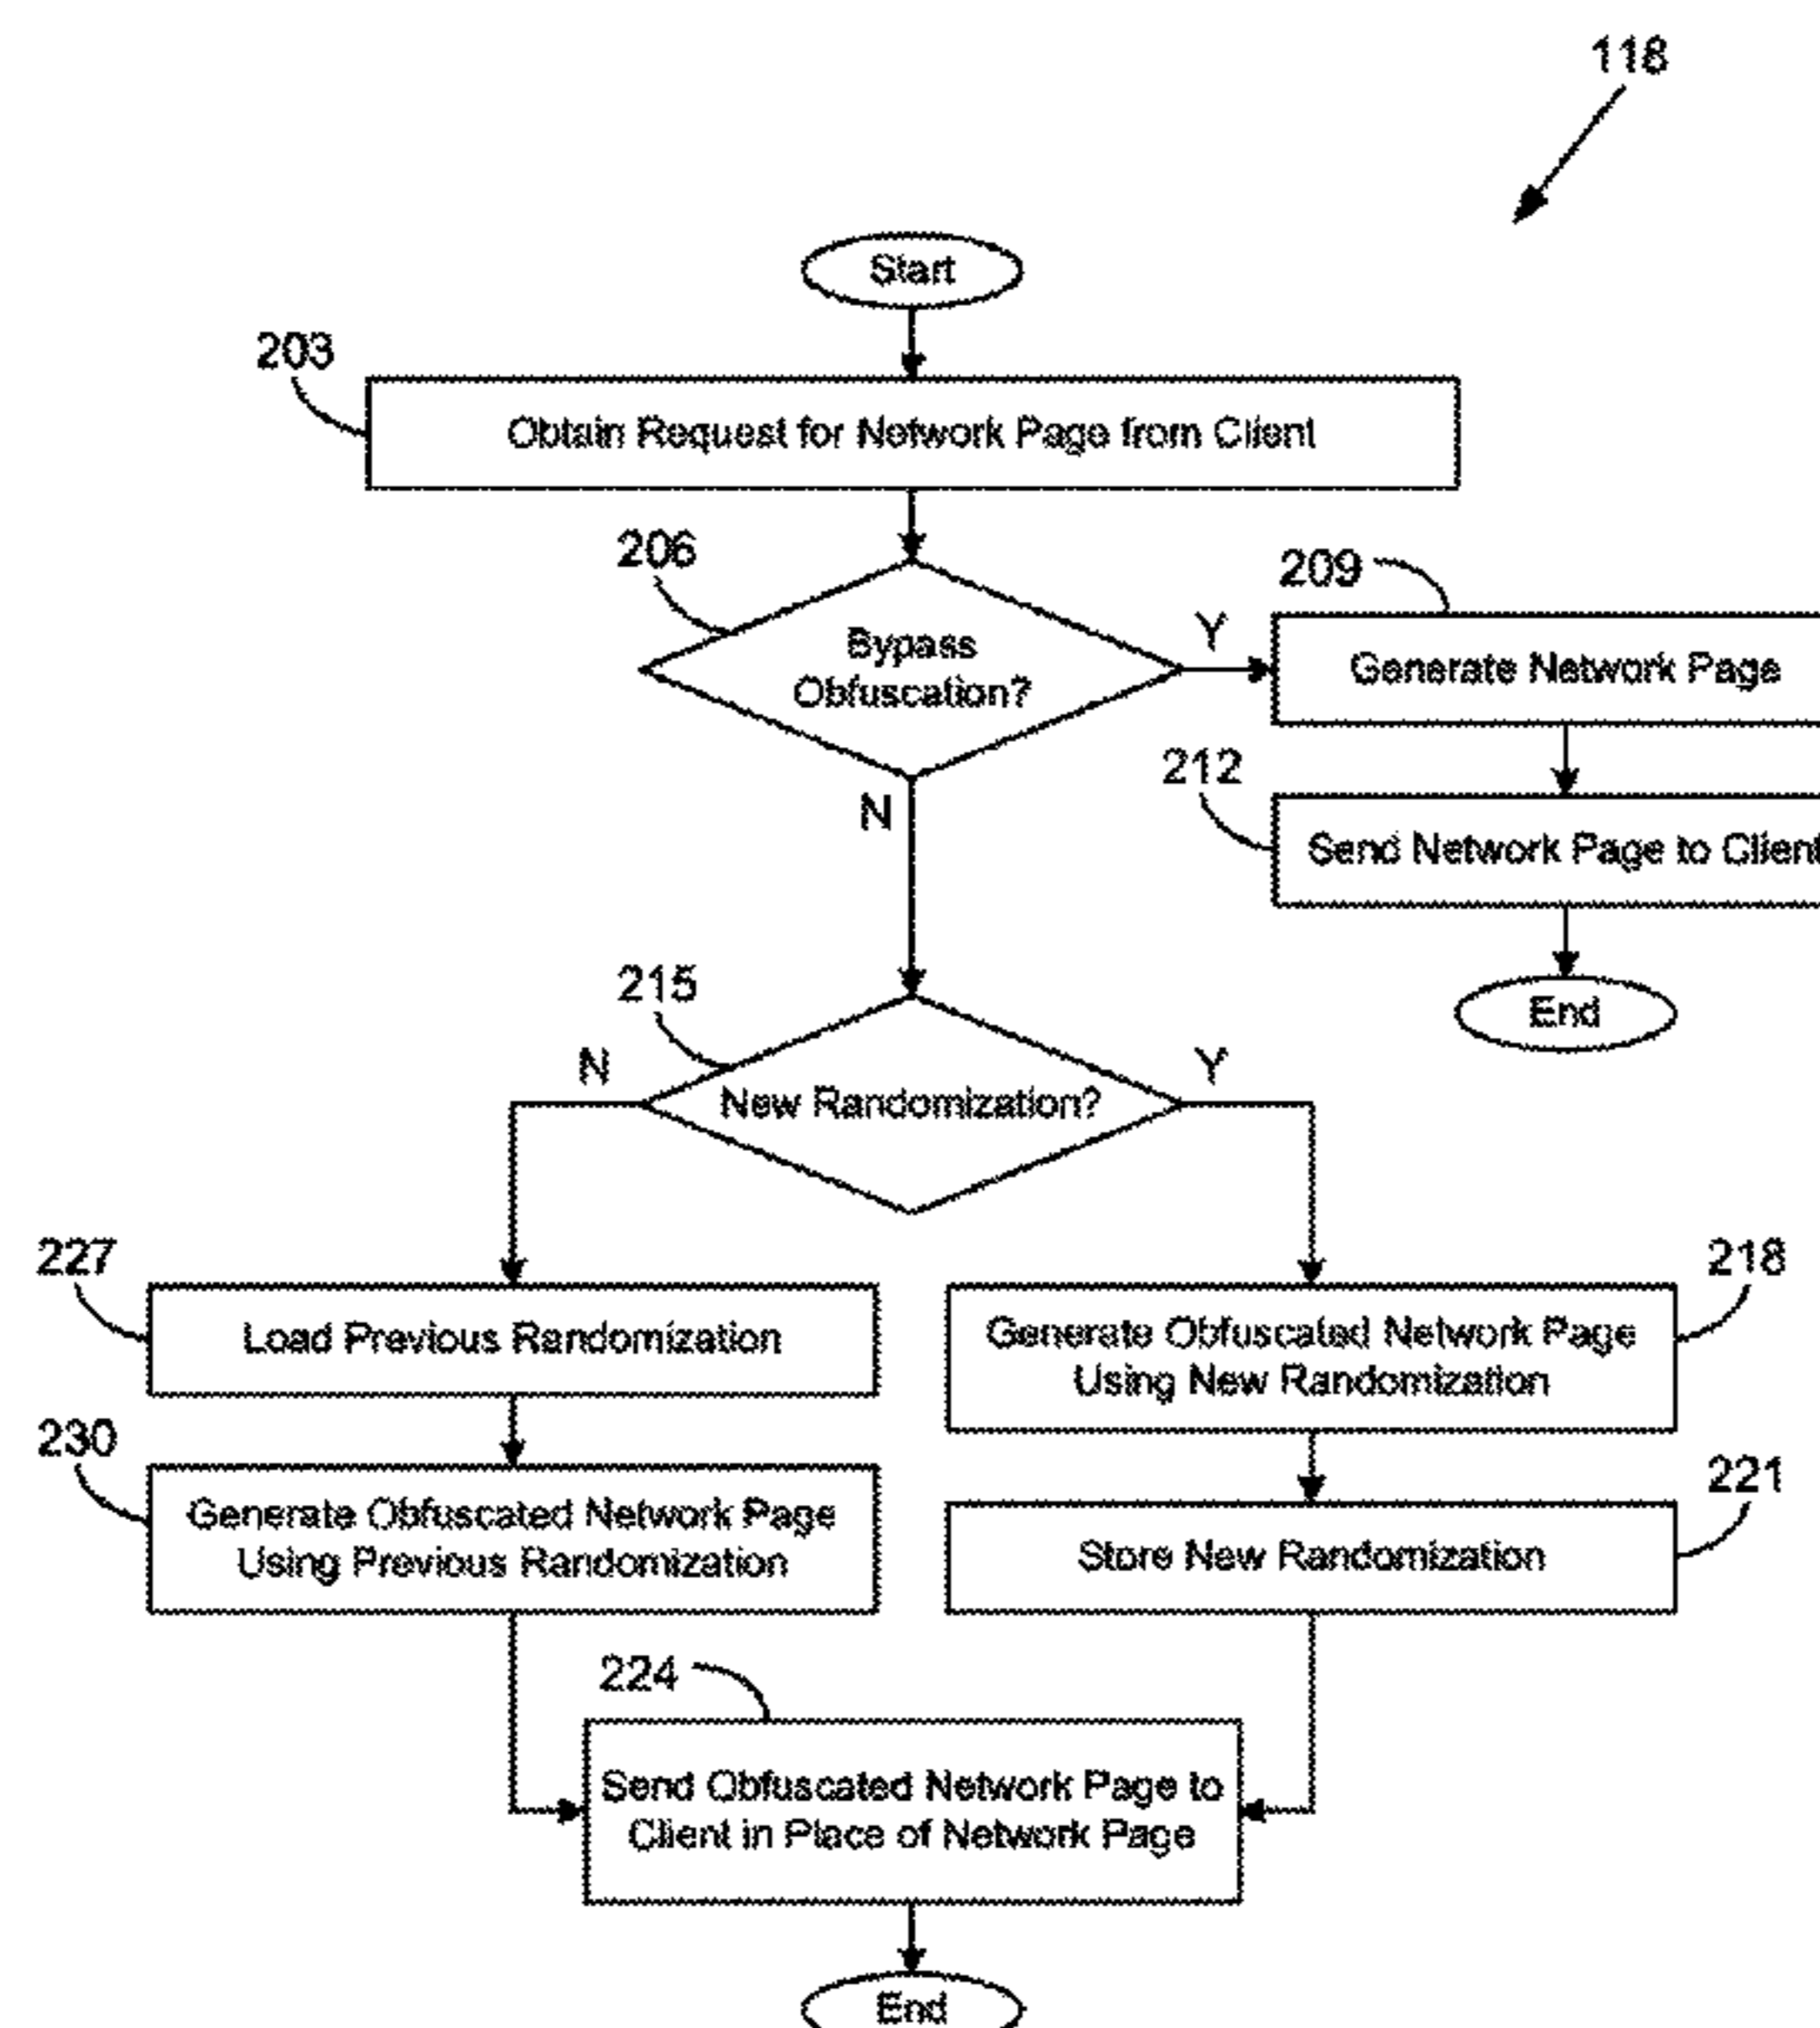 118
Start
203
Obtain Request for Network Page from Client
206
Bypass
Obfuscation?
Y
209
Generate Network Page
N
212
Send Network Page to Client
End
215
N
New Randomization?
Y
227
Load Previous Randomization
218
Generate Obfuscated Network Page
Using New Randomization
230
Generate Obfuscated Network Page
Using Previous Randomization
221
Store New Randomization
224
Send Obfuscated Network Page to
Client in Place of Network Page
End